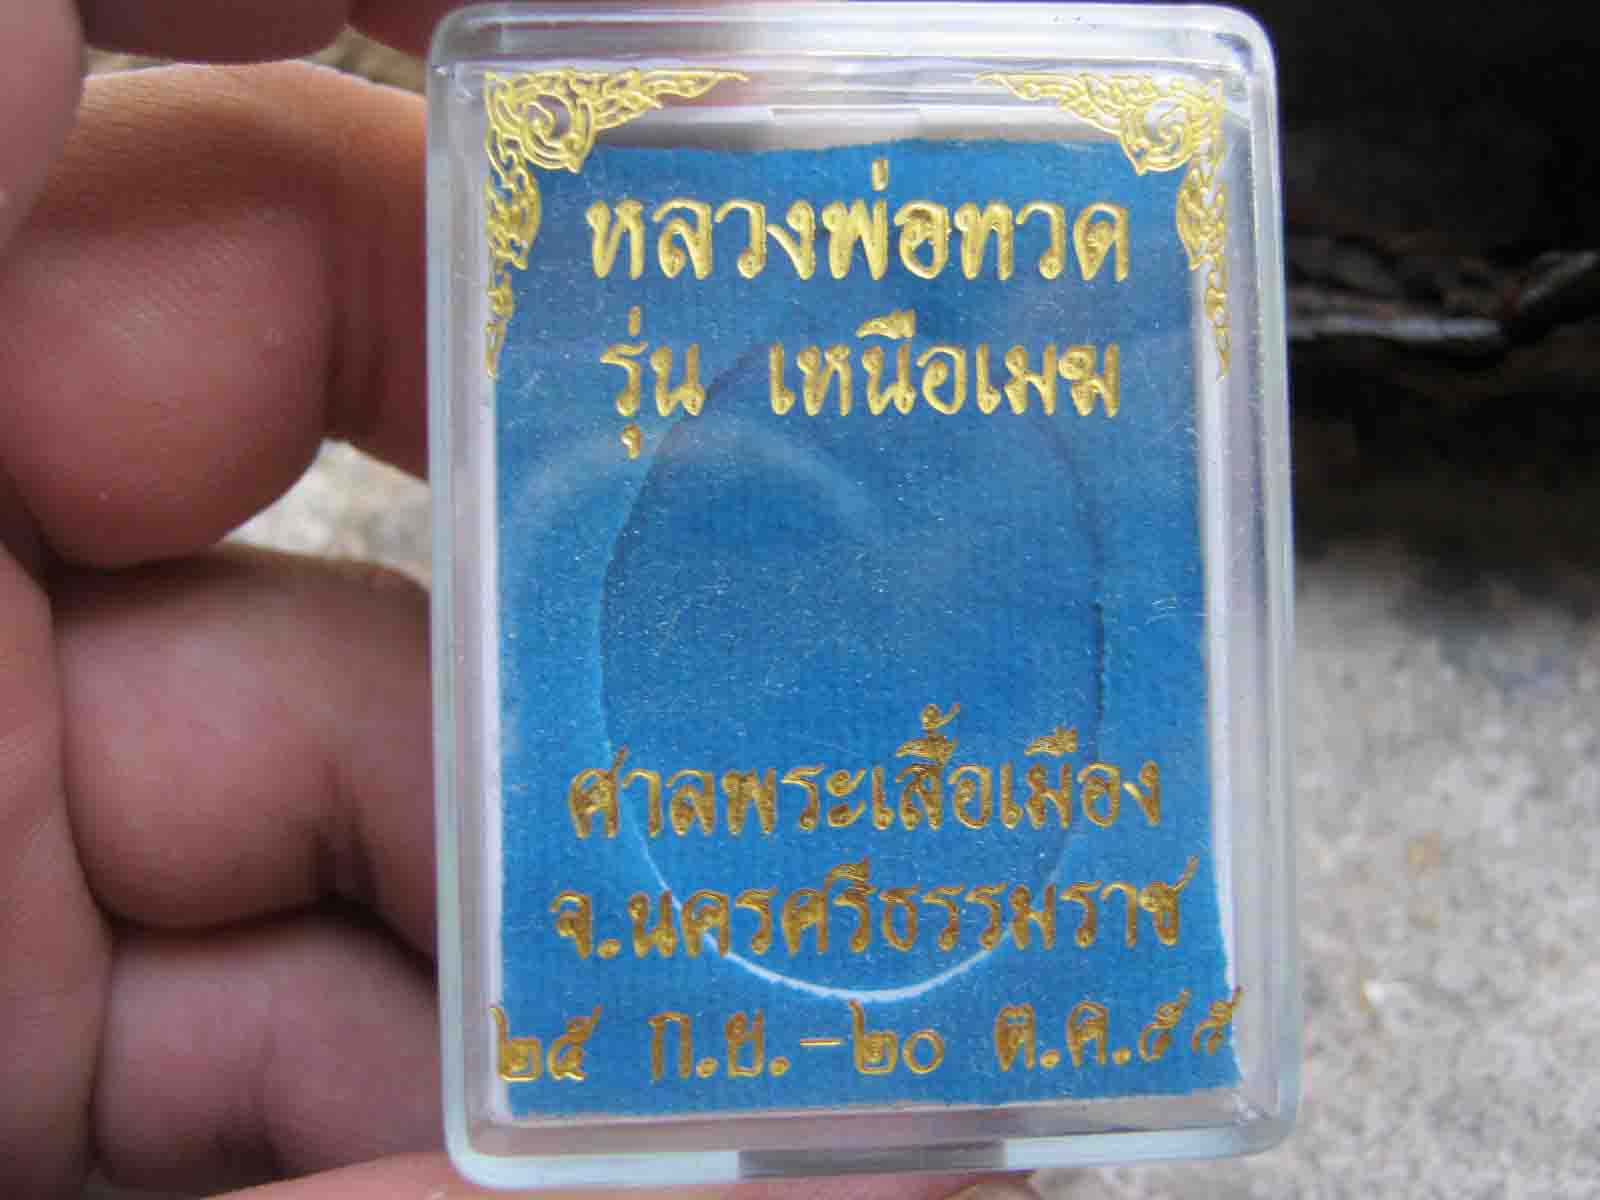 หลวงพ่อทวด
รุ่น เหนือเมฆ
ศาลพระเสื้อเมือง
จ.นครศรีธรรมราช
๒๕ ก.ย.-๒๐ ต.ค.๕๕